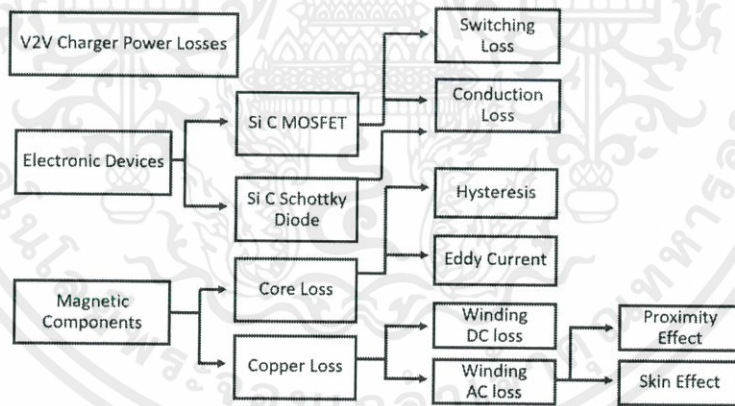 V2V Charger Power Losses
Switching
Loss
Si C MOSFET
Conduction
Loss
Electronic Devices
Si C Schottky
Diode
Hysteresis
Eddy Current
Core Loss
Magnetic
Components
Winding
DC loss
Proximity
Effect
Copper Loss
Winding
AC loss
Skin Effect